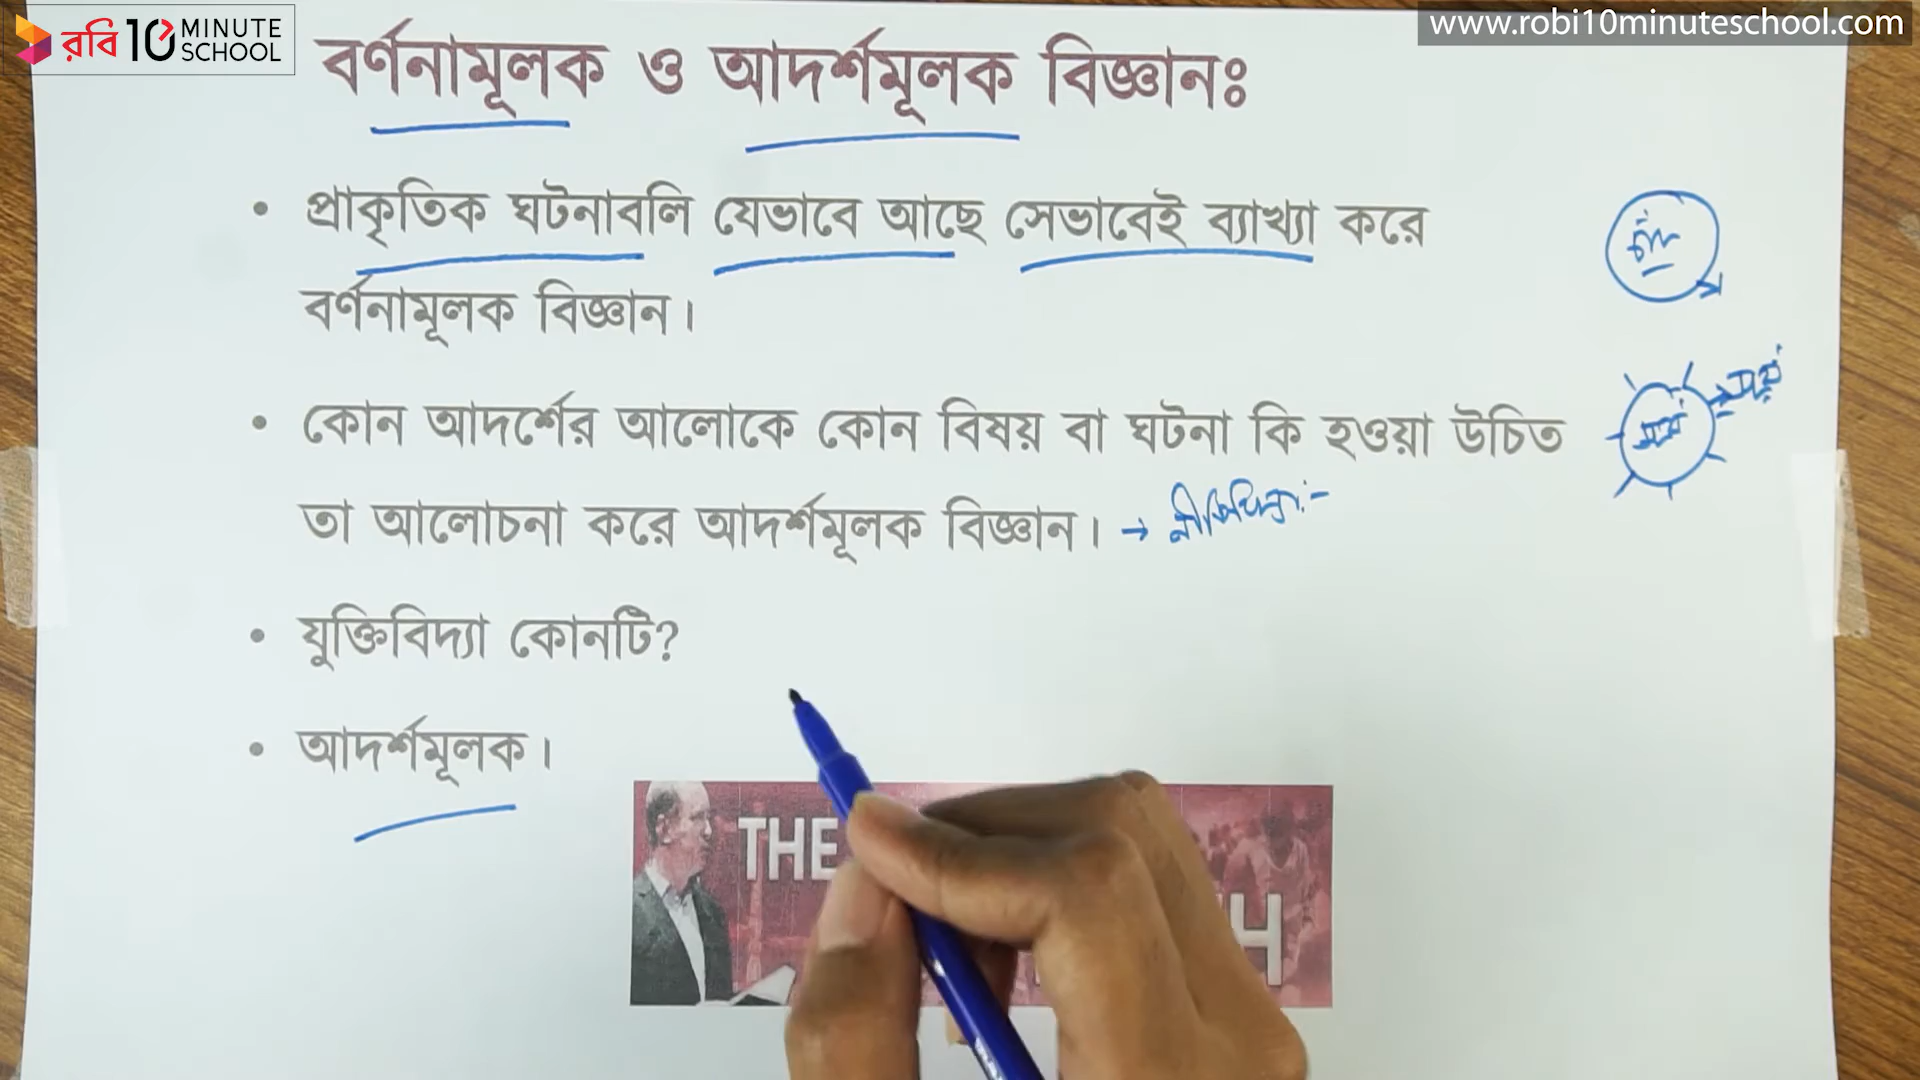 রবি 10 MINUTE SCHOOL
www.robi10minuteschool.com
বর্ণনামূলক ও আদর্শমূলক বিজ্ঞানঃ
• প্রাকৃতিক ঘটনাবলি যেভাবে আছে সেভাবেই ব্যাখ্যা করে
বর্ণনামূলক বিজ্ঞান।
• কোন আদর্শের আলোকে কোন বিষয় বা ঘটনা কি হওয়া উচিত
তা আলোচনা করে আদর্শমূলক বিজ্ঞান। →
• যুক্তিবিদ্যা কোনটি?
• আদর্শমূলক।
THE